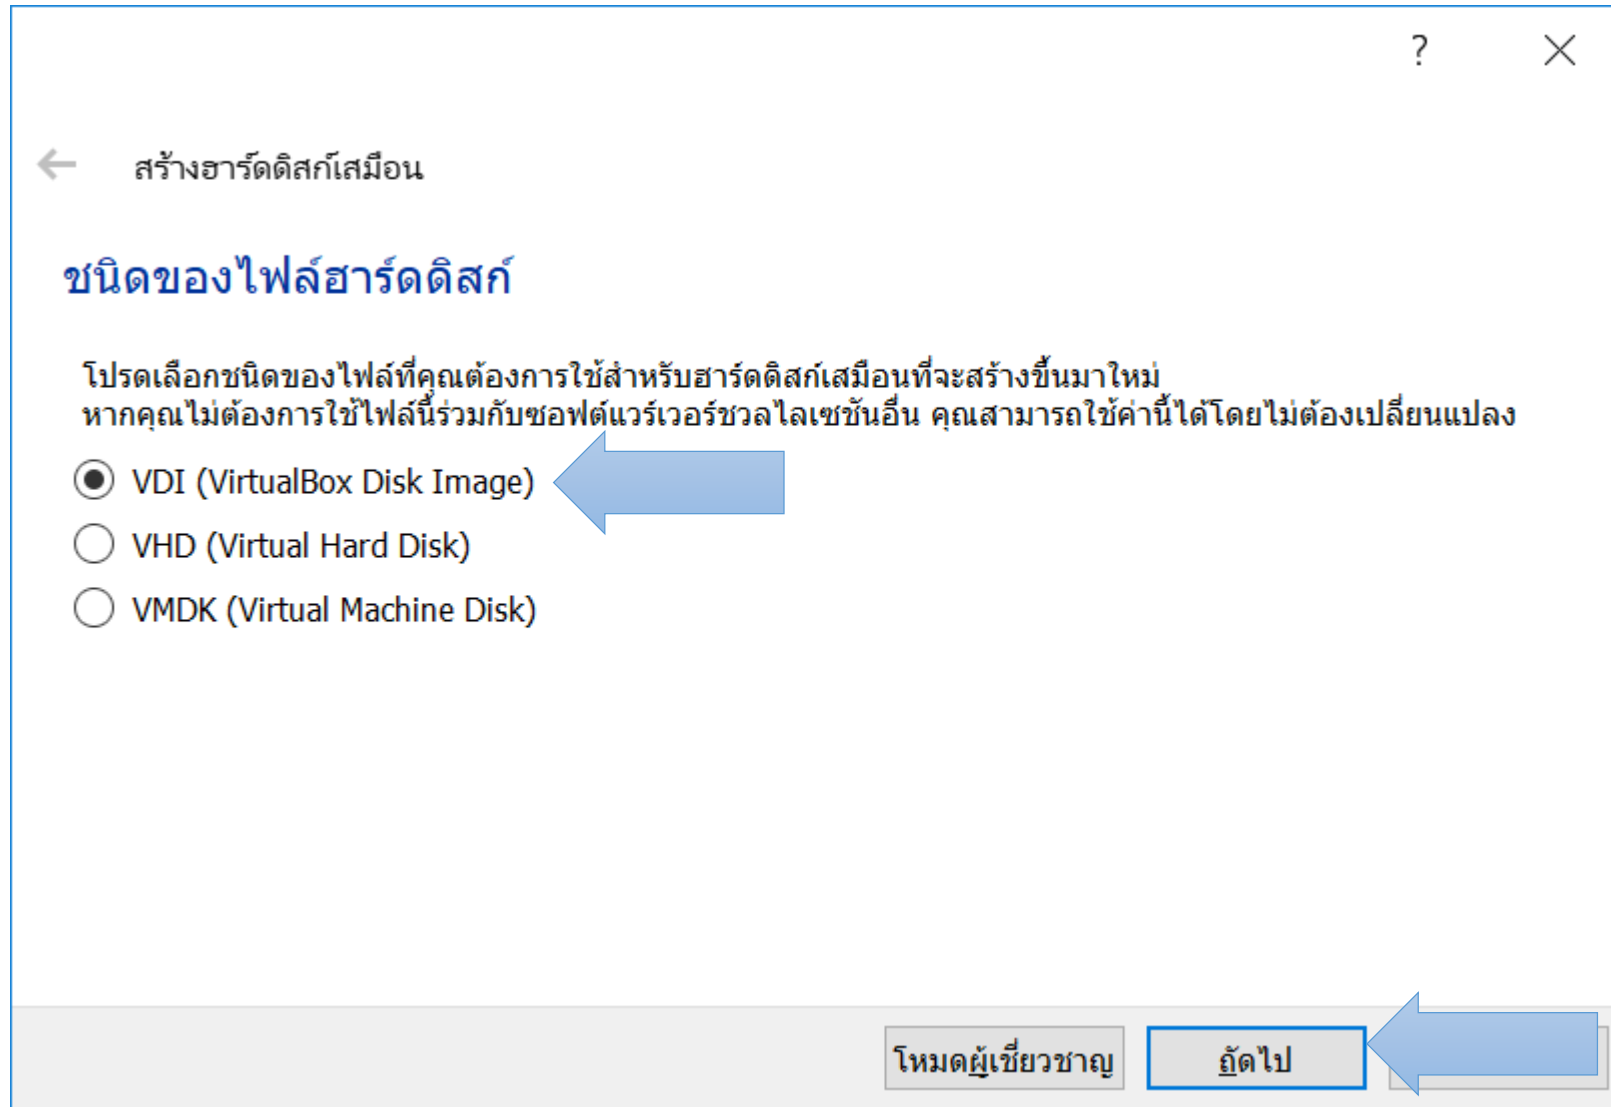 ?
สร้างฮาร์ดดิสก์เสมือน
ชนิดของไฟล์ฮาร์ดดิสก์
โปรดเลือกชนิดของไฟล์ที่คุณต้องการใช้สำหรับฮาร์ดดิสก์เสมือนที่จะสร้างขึ้นมาใหม่
หากคุณไม่ต้องการใช้ไฟล์นี้ร่วมกับซอฟต์แวร์เวอร์ชวลไลเซชันอื่น คุณสามารถใช้ค่านี้ได้โดยไม่ต้องเปลี่ยนแปลง
VDI (VirtualBox Disk Image)
VHD (Virtual Hard Disk)
VMDK (Virtual Machine Disk)
โหมดผู้เชี่ยวชาญ ถัดไป